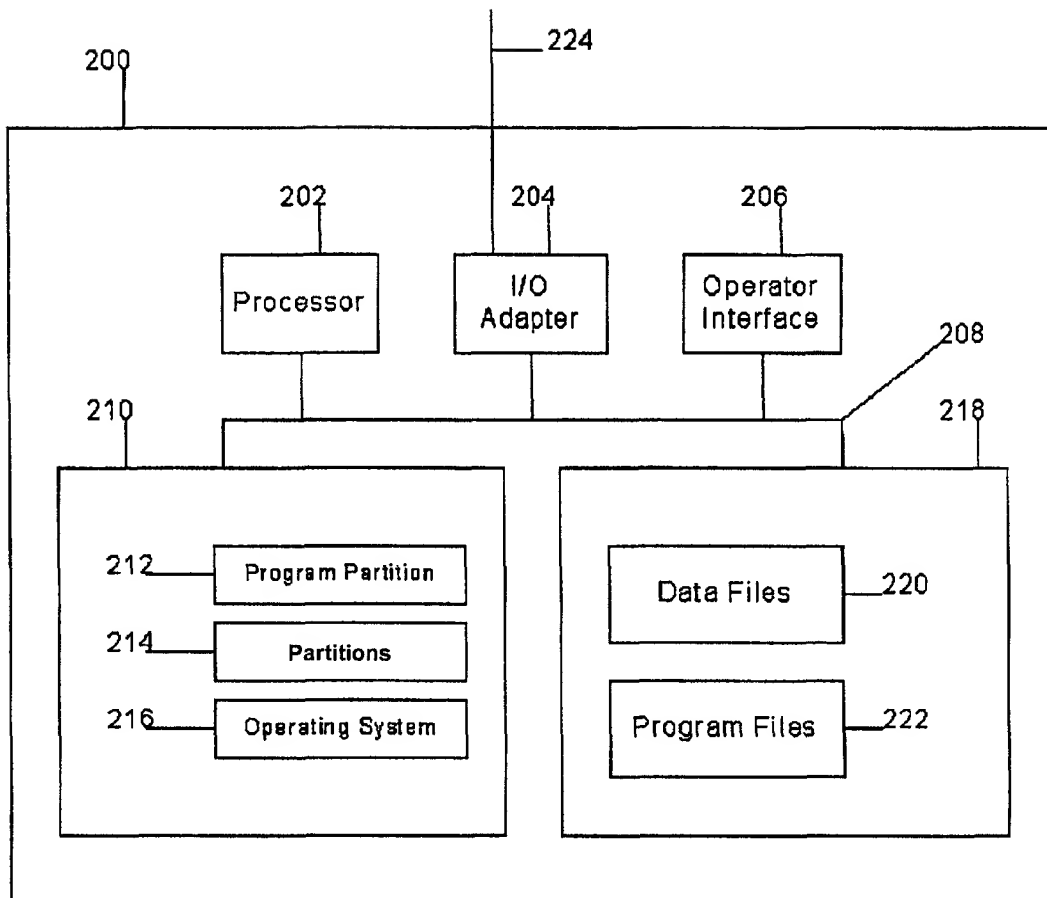 224
200
202
204
206
Processor
I/O
Adapter
Operator
Interface
208
210
218
212
Program Partition
Data Files
220
214
Partitions
216
Operating System
Program Files
222